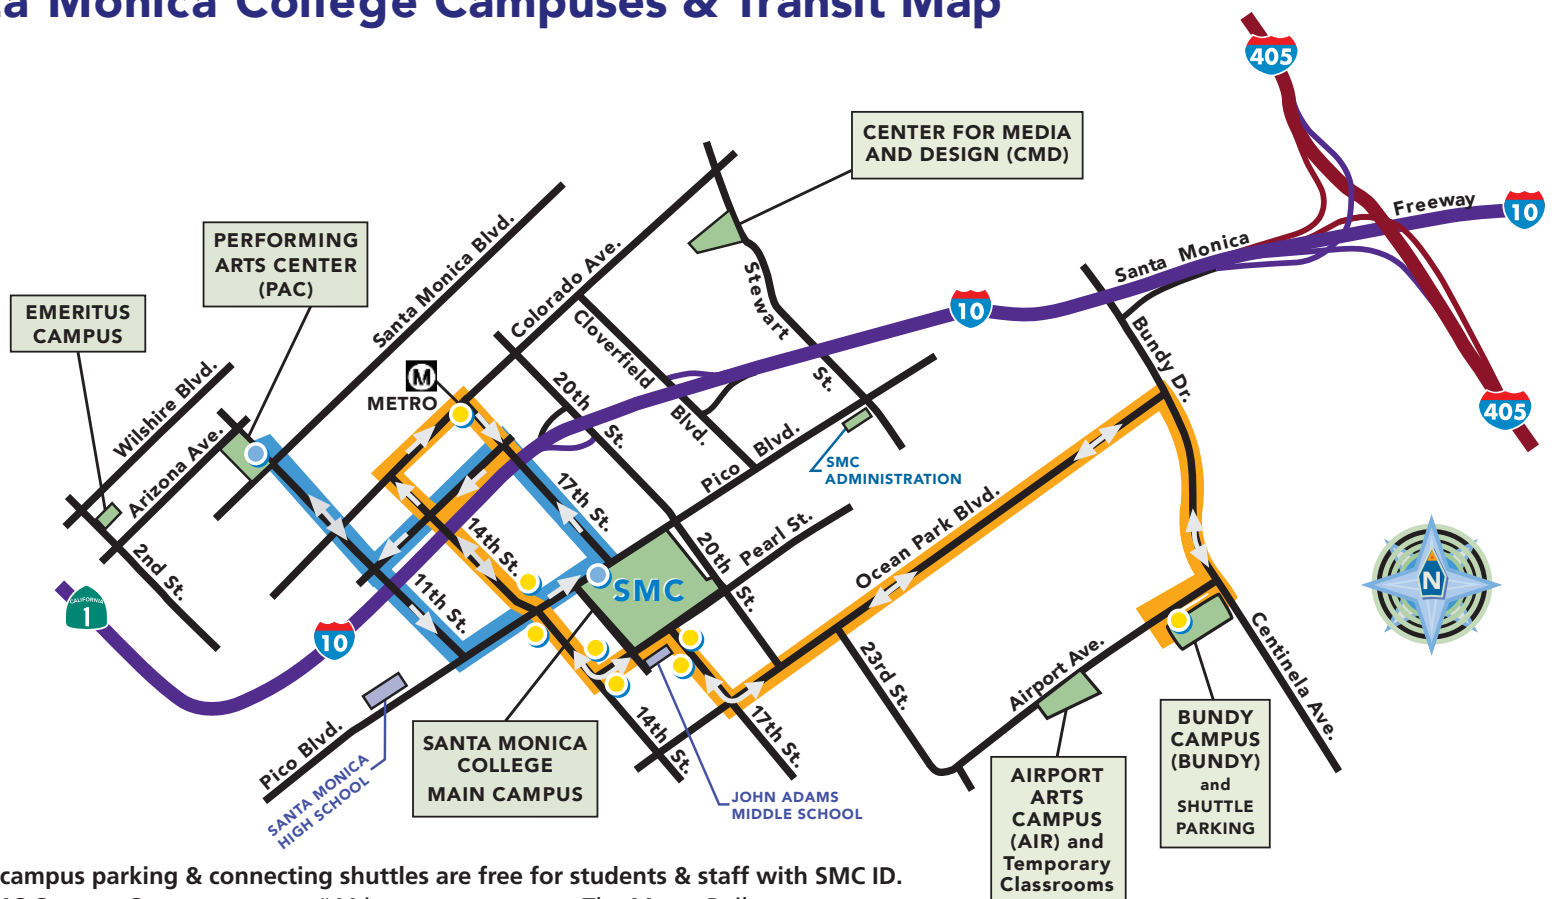 Monica College Campuses & Transit Map
405
CENTER FOR MEDIA
AND DESIGN (CMD)
Freeway
10
PERFORMING
ARTS CENTER
(PAC)
Santa Monica Blvd.
Colorado Ave.
Stewart
St.
Santa Monica
10
EMERITUS
CAMPUS
Cloverfield
Blvd.
Bundy Dr.
Wilshire Blvd.
M
METRO
20th
St.
405
Arizona Ave.
Pico Blvd.
SMC
ADMINISTRATION
17th St.
Ocean Park Blvd.
14th St.
20th
St.
Pearl St.
2nd St.
11th St.
SMC
N
CALIFORNIA
1
10
Centinela Ave.
23rd St.
Airport Ave.
Pico Blvd.
SANTA MONICA
HIGH SCHOOL
SANTA MONICA
COLLEGE
MAIN CAMPUS
14th St.
17th St.
JOHN ADAMS
MIDDLE SCHOOL
AIRPORT
ARTS
CAMPUS
(AIR) and
Temporary
Classrooms
BUNDY
CAMPUS
(BUNDY)
and
SHUTTLE
PARKING
campus parking & connecting shuttles are free for students & staff with SMC ID.